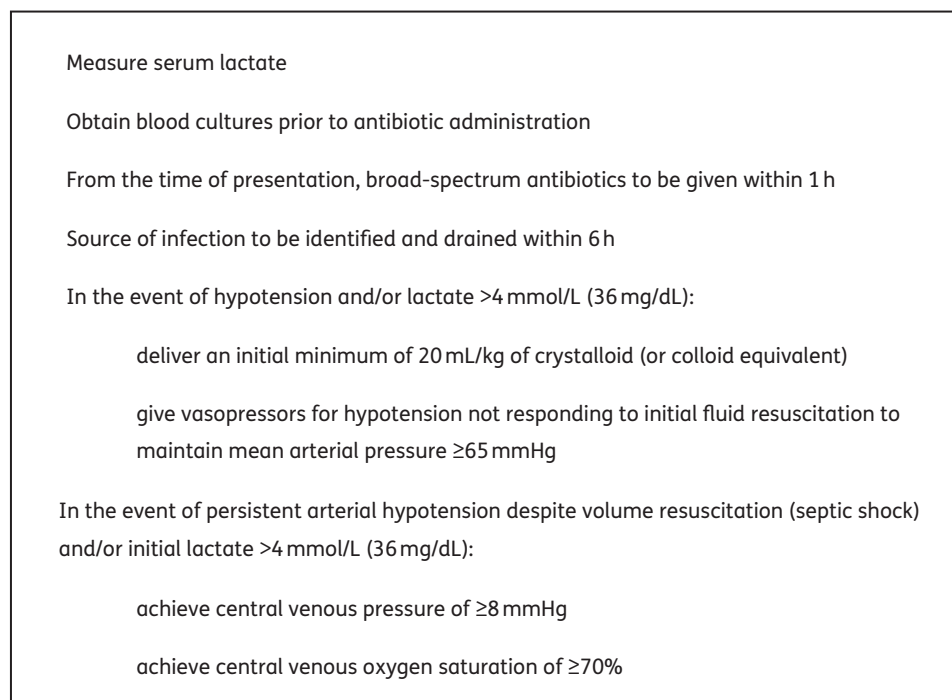 Measure serum lactate
Obtain blood cultures prior to antibiotic administration
From the time of presentation, broad-spectrum antibiotics to be given within 1 h
Source of infection to be identified and drained within 6 h
In the event of hypotension and/or lactate >4 mmol/L (36 mg/dL):
deliver an initial minimum of 20 mL/kg of crystalloid (or colloid equivalent)
give vasopressors for hypotension not responding to initial fluid resuscitation to
maintain mean arterial pressure ≥65 mmHg
In the event of persistent arterial hypotension despite volume resuscitation (septic shock)
and/or initial lactate >4 mmol/L (36 mg/dL):
achieve central venous pressure of ≥8 mmHg
achieve central venous oxygen saturation of ≥70%